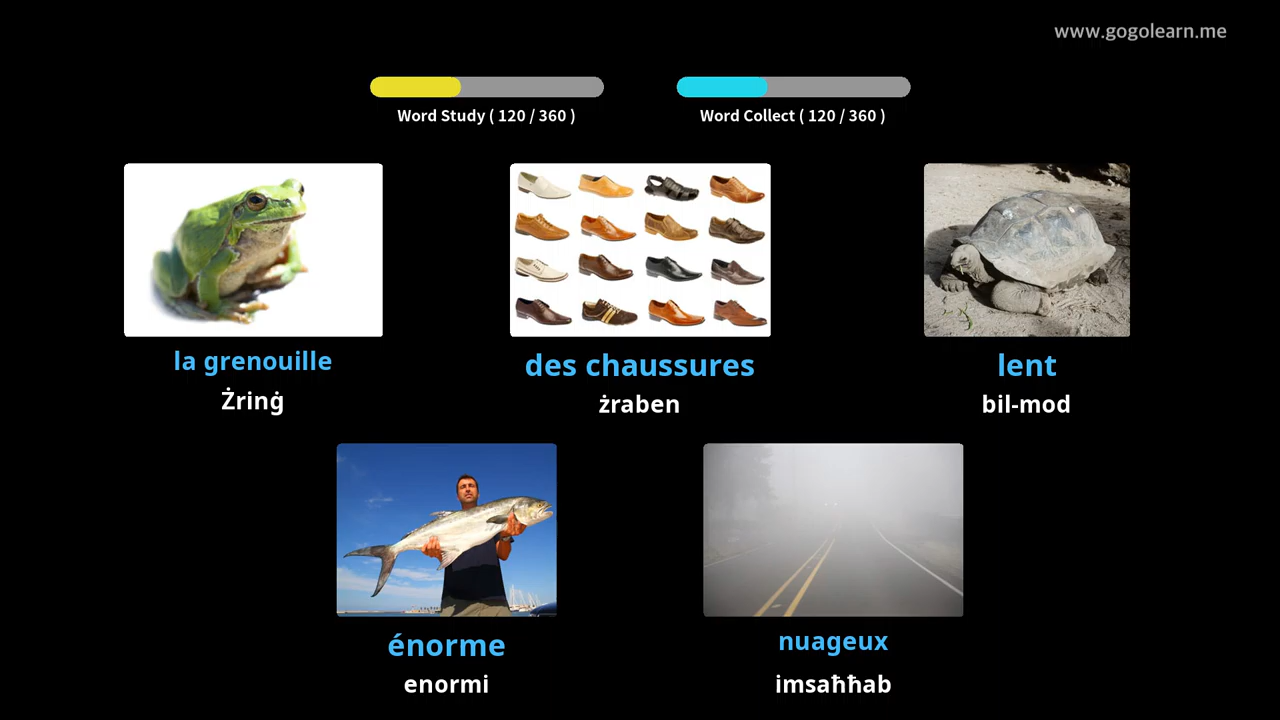 www.gogolearn.me
Word Study ( 120 / 360 )
Word Collect ( 120 / 360 )
la grenouille
Żrinġ
des chaussures
żraben
lent
bil-mod
énorme
enormi
nuageux
imsaħħab